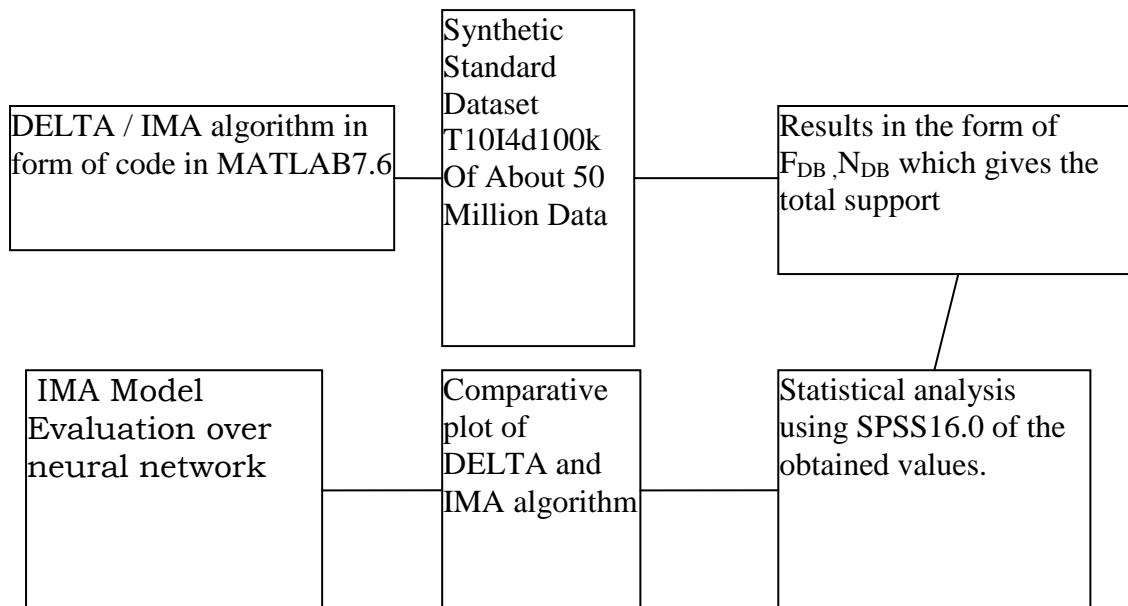 DELTA / IMA algorithm in
form of code in MATLAB7.6
Synthetic
Standard
Dataset
T10I4d100k
Of About 50
Million Data
Results in the form of
F_DB ,N_DB which gives the
total support
IMA Model
Evaluation over
neural network
Comparative
plot of
DELTA and
IMA algorithm
Statistical analysis
using SPSS16.0 of the
obtained values.